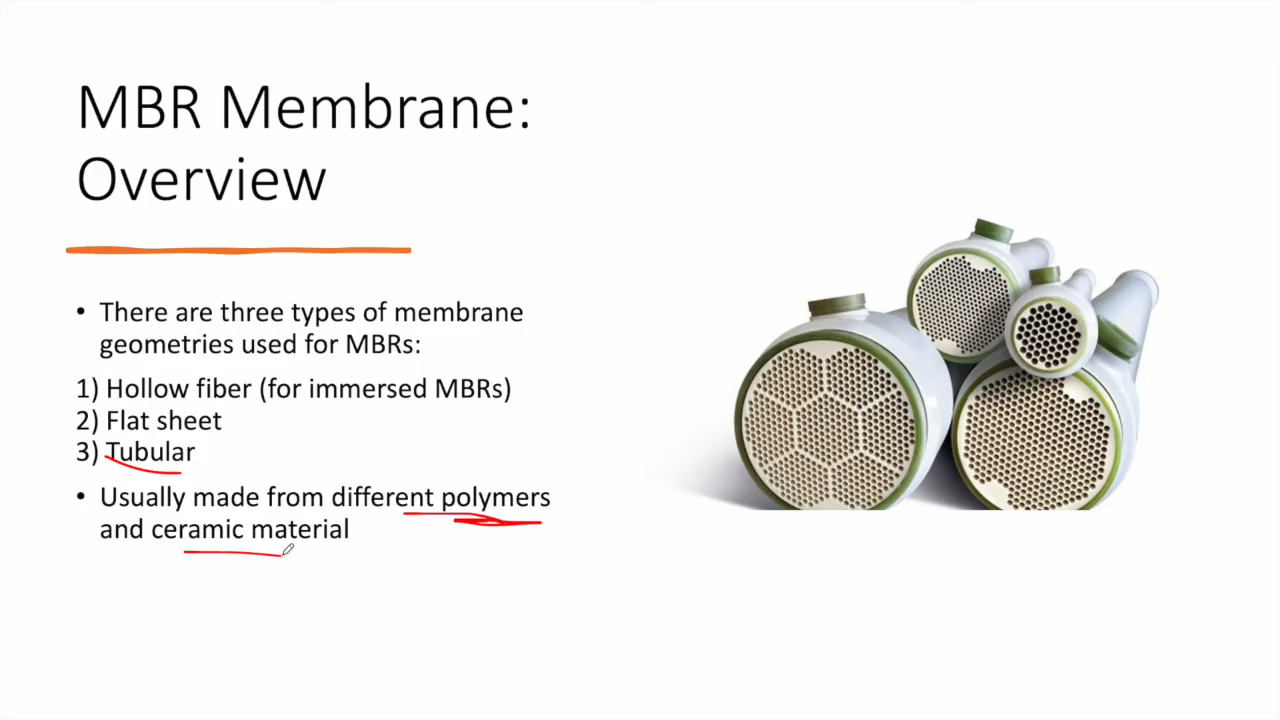 MBR Membrane:
Overview
• There are three types of membrane
geometries used for MBRs:
1) Hollow fiber (for immersed MBRs)
2) Flat sheet
3) Tubular
• Usually made from different polymers
and ceramic material